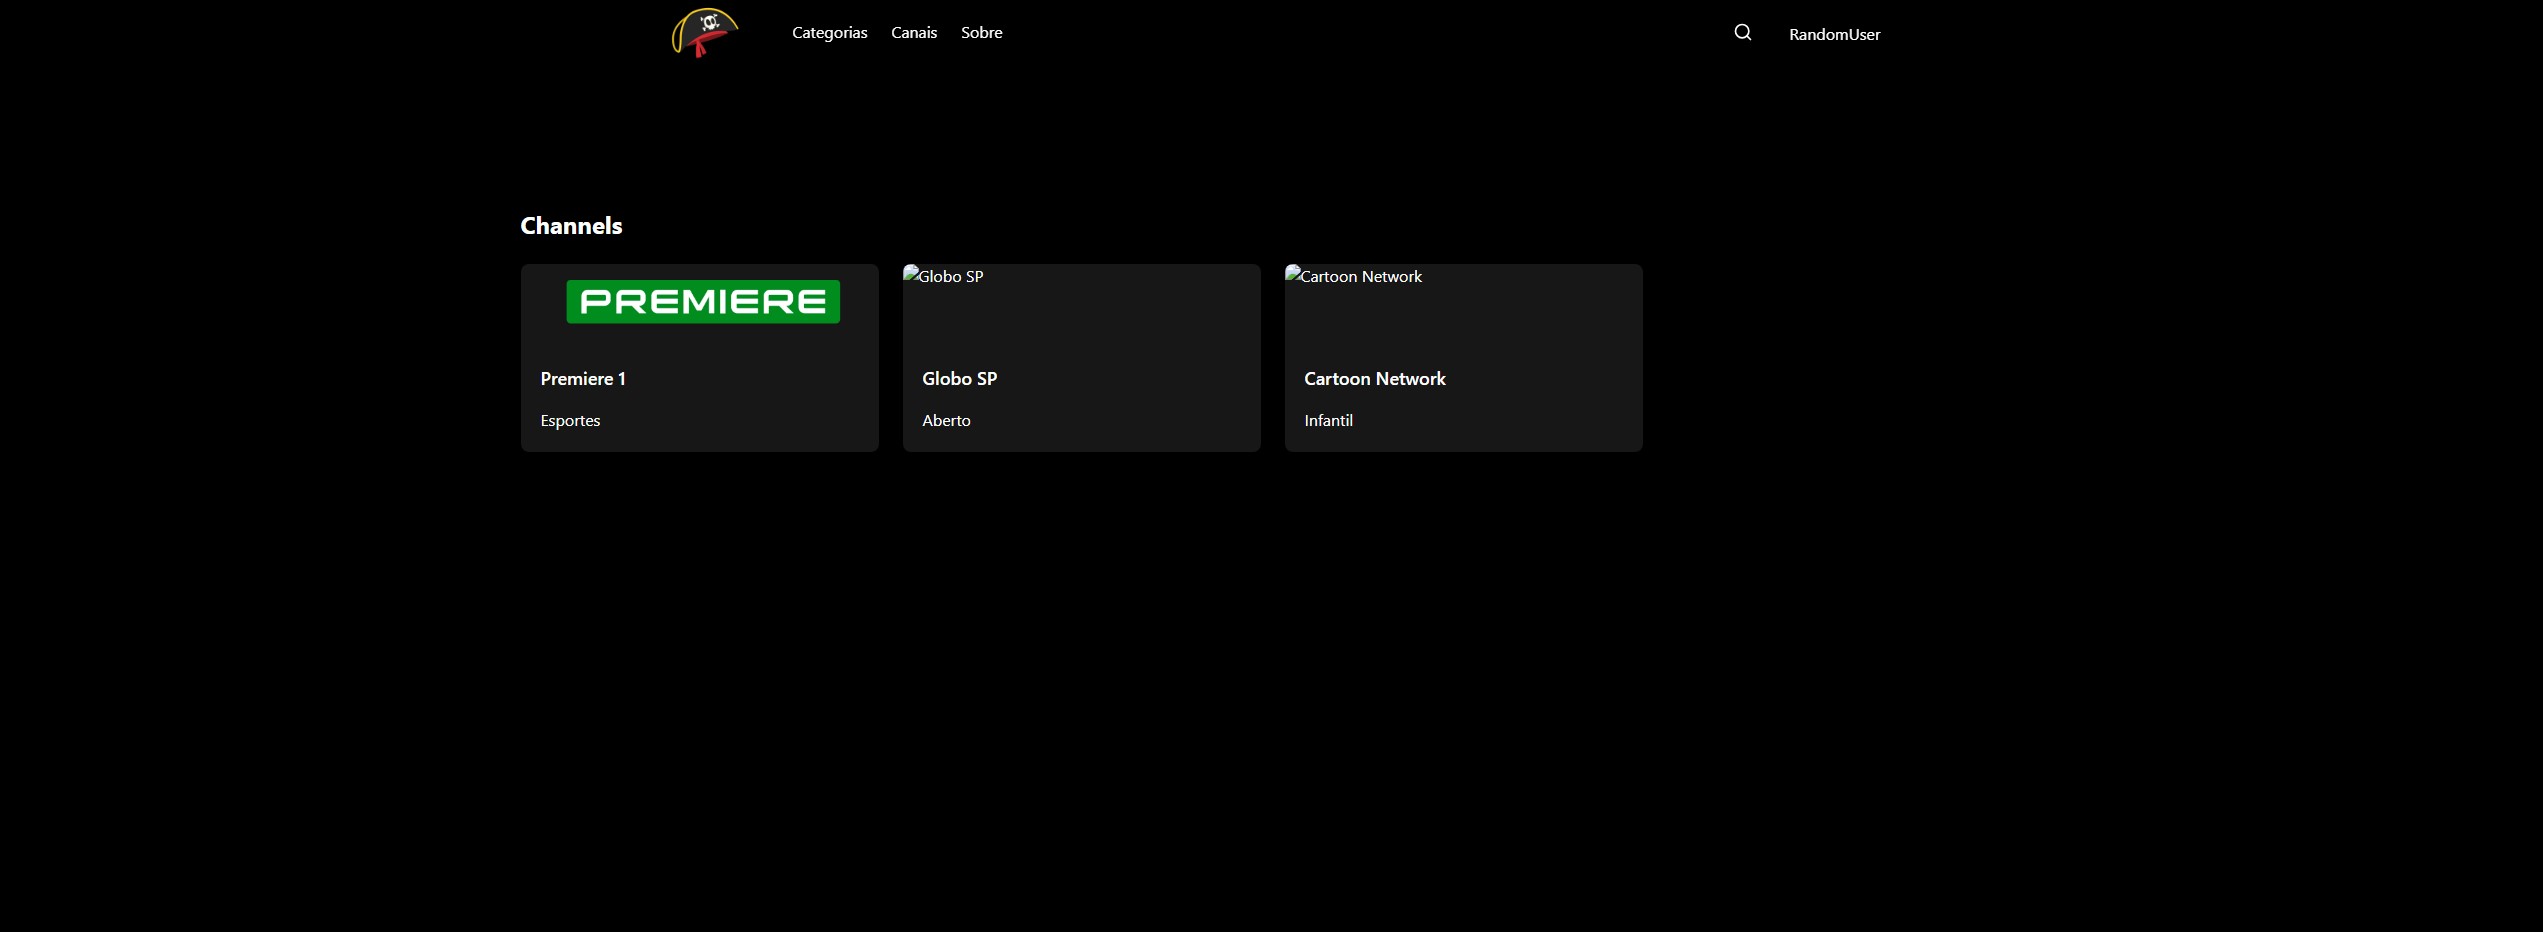 Categorias Canais Sobre RandomUser
Channels
PREMIERE
Premiere 1
Esportes
Globo SP
Globo SP
Aberto
Cartoon Network
Cartoon Network
Infantil